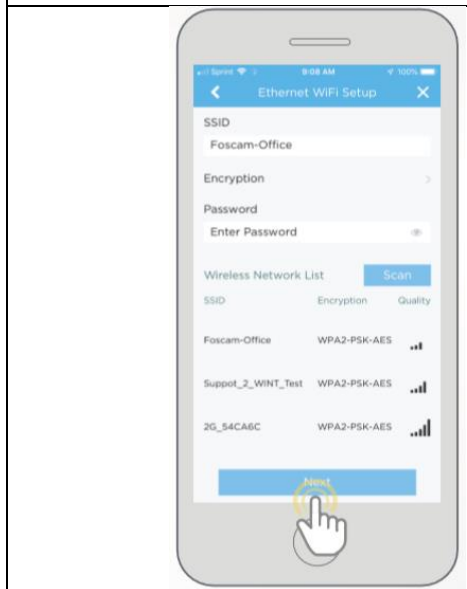 Sprint 9:08 AM 100%
Ethernet WiFi Setup
SSID
Foscam-Office
Encryption
Password
Enter Password
Wireless Network List Scan
SSID Encryption Quality
Foscam-Office WPA2-PSK-AES
Suppot_2_WINT_Test WPA2-PSK-AES
2G_54CA6C WPA2-PSK-AES
Next